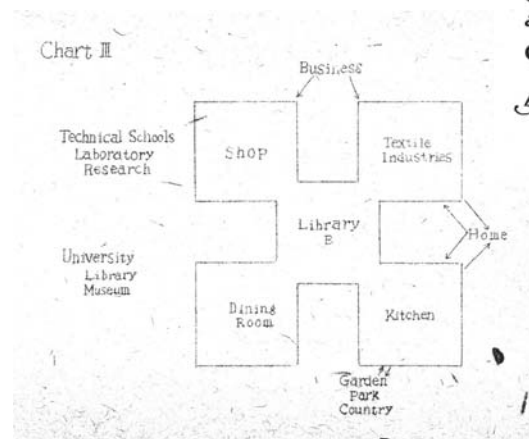 Chart III
Business
Technical Schools
Laboratory
Research
Shop
Textile
Industries
Library
E
Home
University
Library
Museum
Dining
Room
Kitchen
Garden
Park
Country